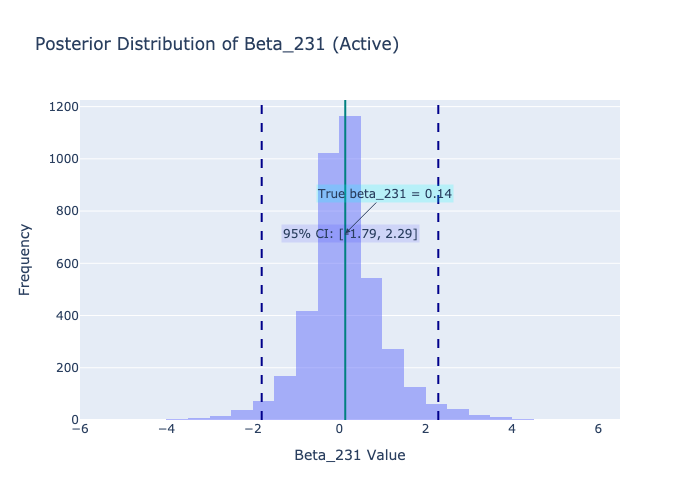 Posterior Distribution of Beta_231 (Active)
1200
1000
800
600
400
200
0
Frequency
True beta_231 = 0.14
95% CI: [-1.79, 2.29]
−6
−4
−2
0
2
4
6
Beta_231 Value